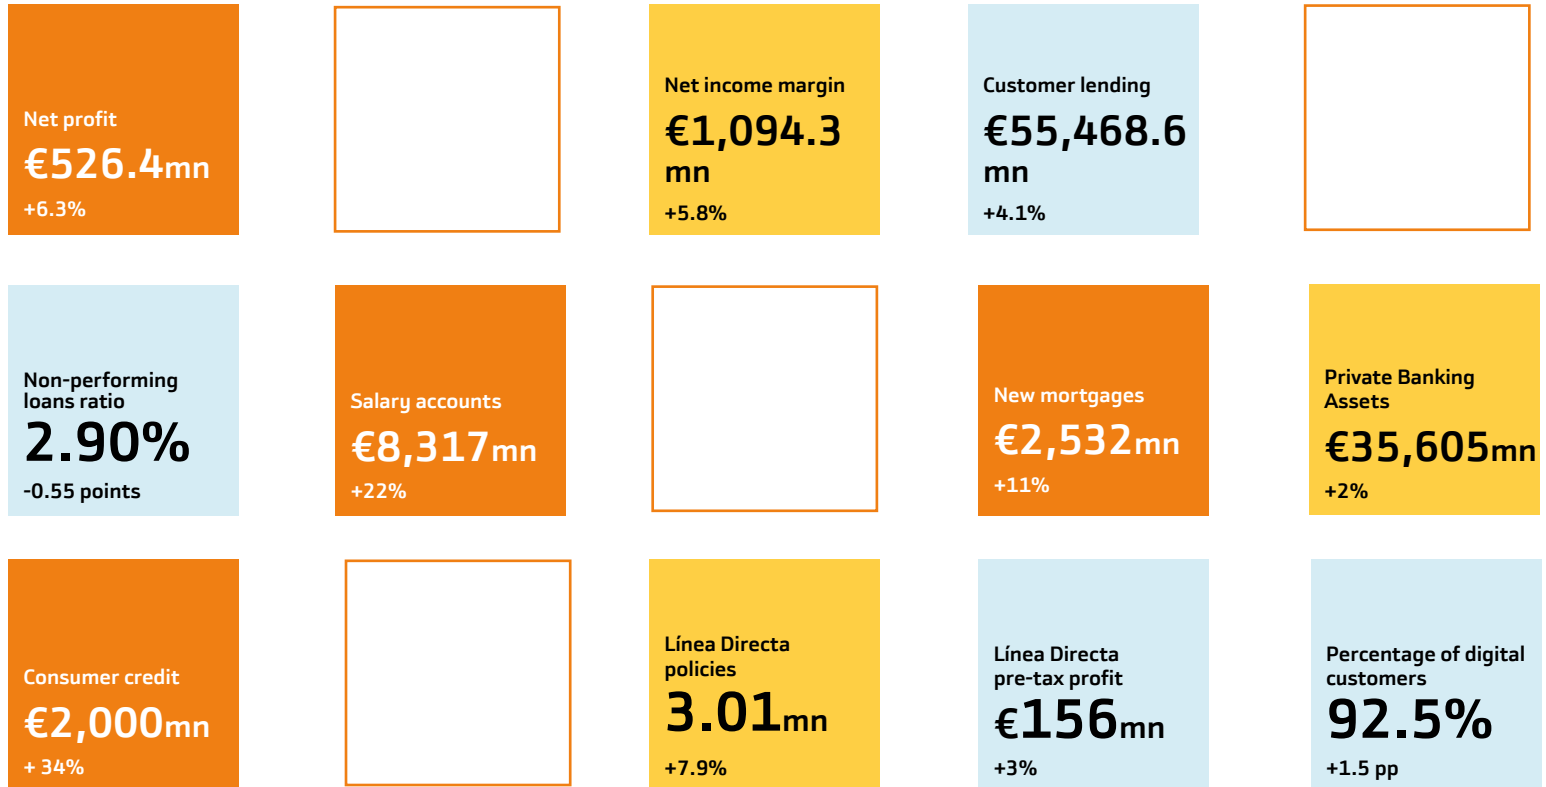 Net profit
€526.4mn
+6.3%
Net income margin
€1,094.3
mn
+5.8%
Customer lending
€55,468.6
mn
+4.1%
Non-performing
loans ratio
2.90%
-0.55 points
Salary accounts
€8,317mn
+22%
New mortgages
€2,532mn
+11%
Private Banking
Assets
€35,605mn
+2%
Consumer credit
€2,000mn
+ 34%
Línea Directa
policies
3.01mn
+7.9%
Línea Directa
pre-tax profit
€156mn
+3%
Percentage of digital
customers
92.5%
+1.5 pp